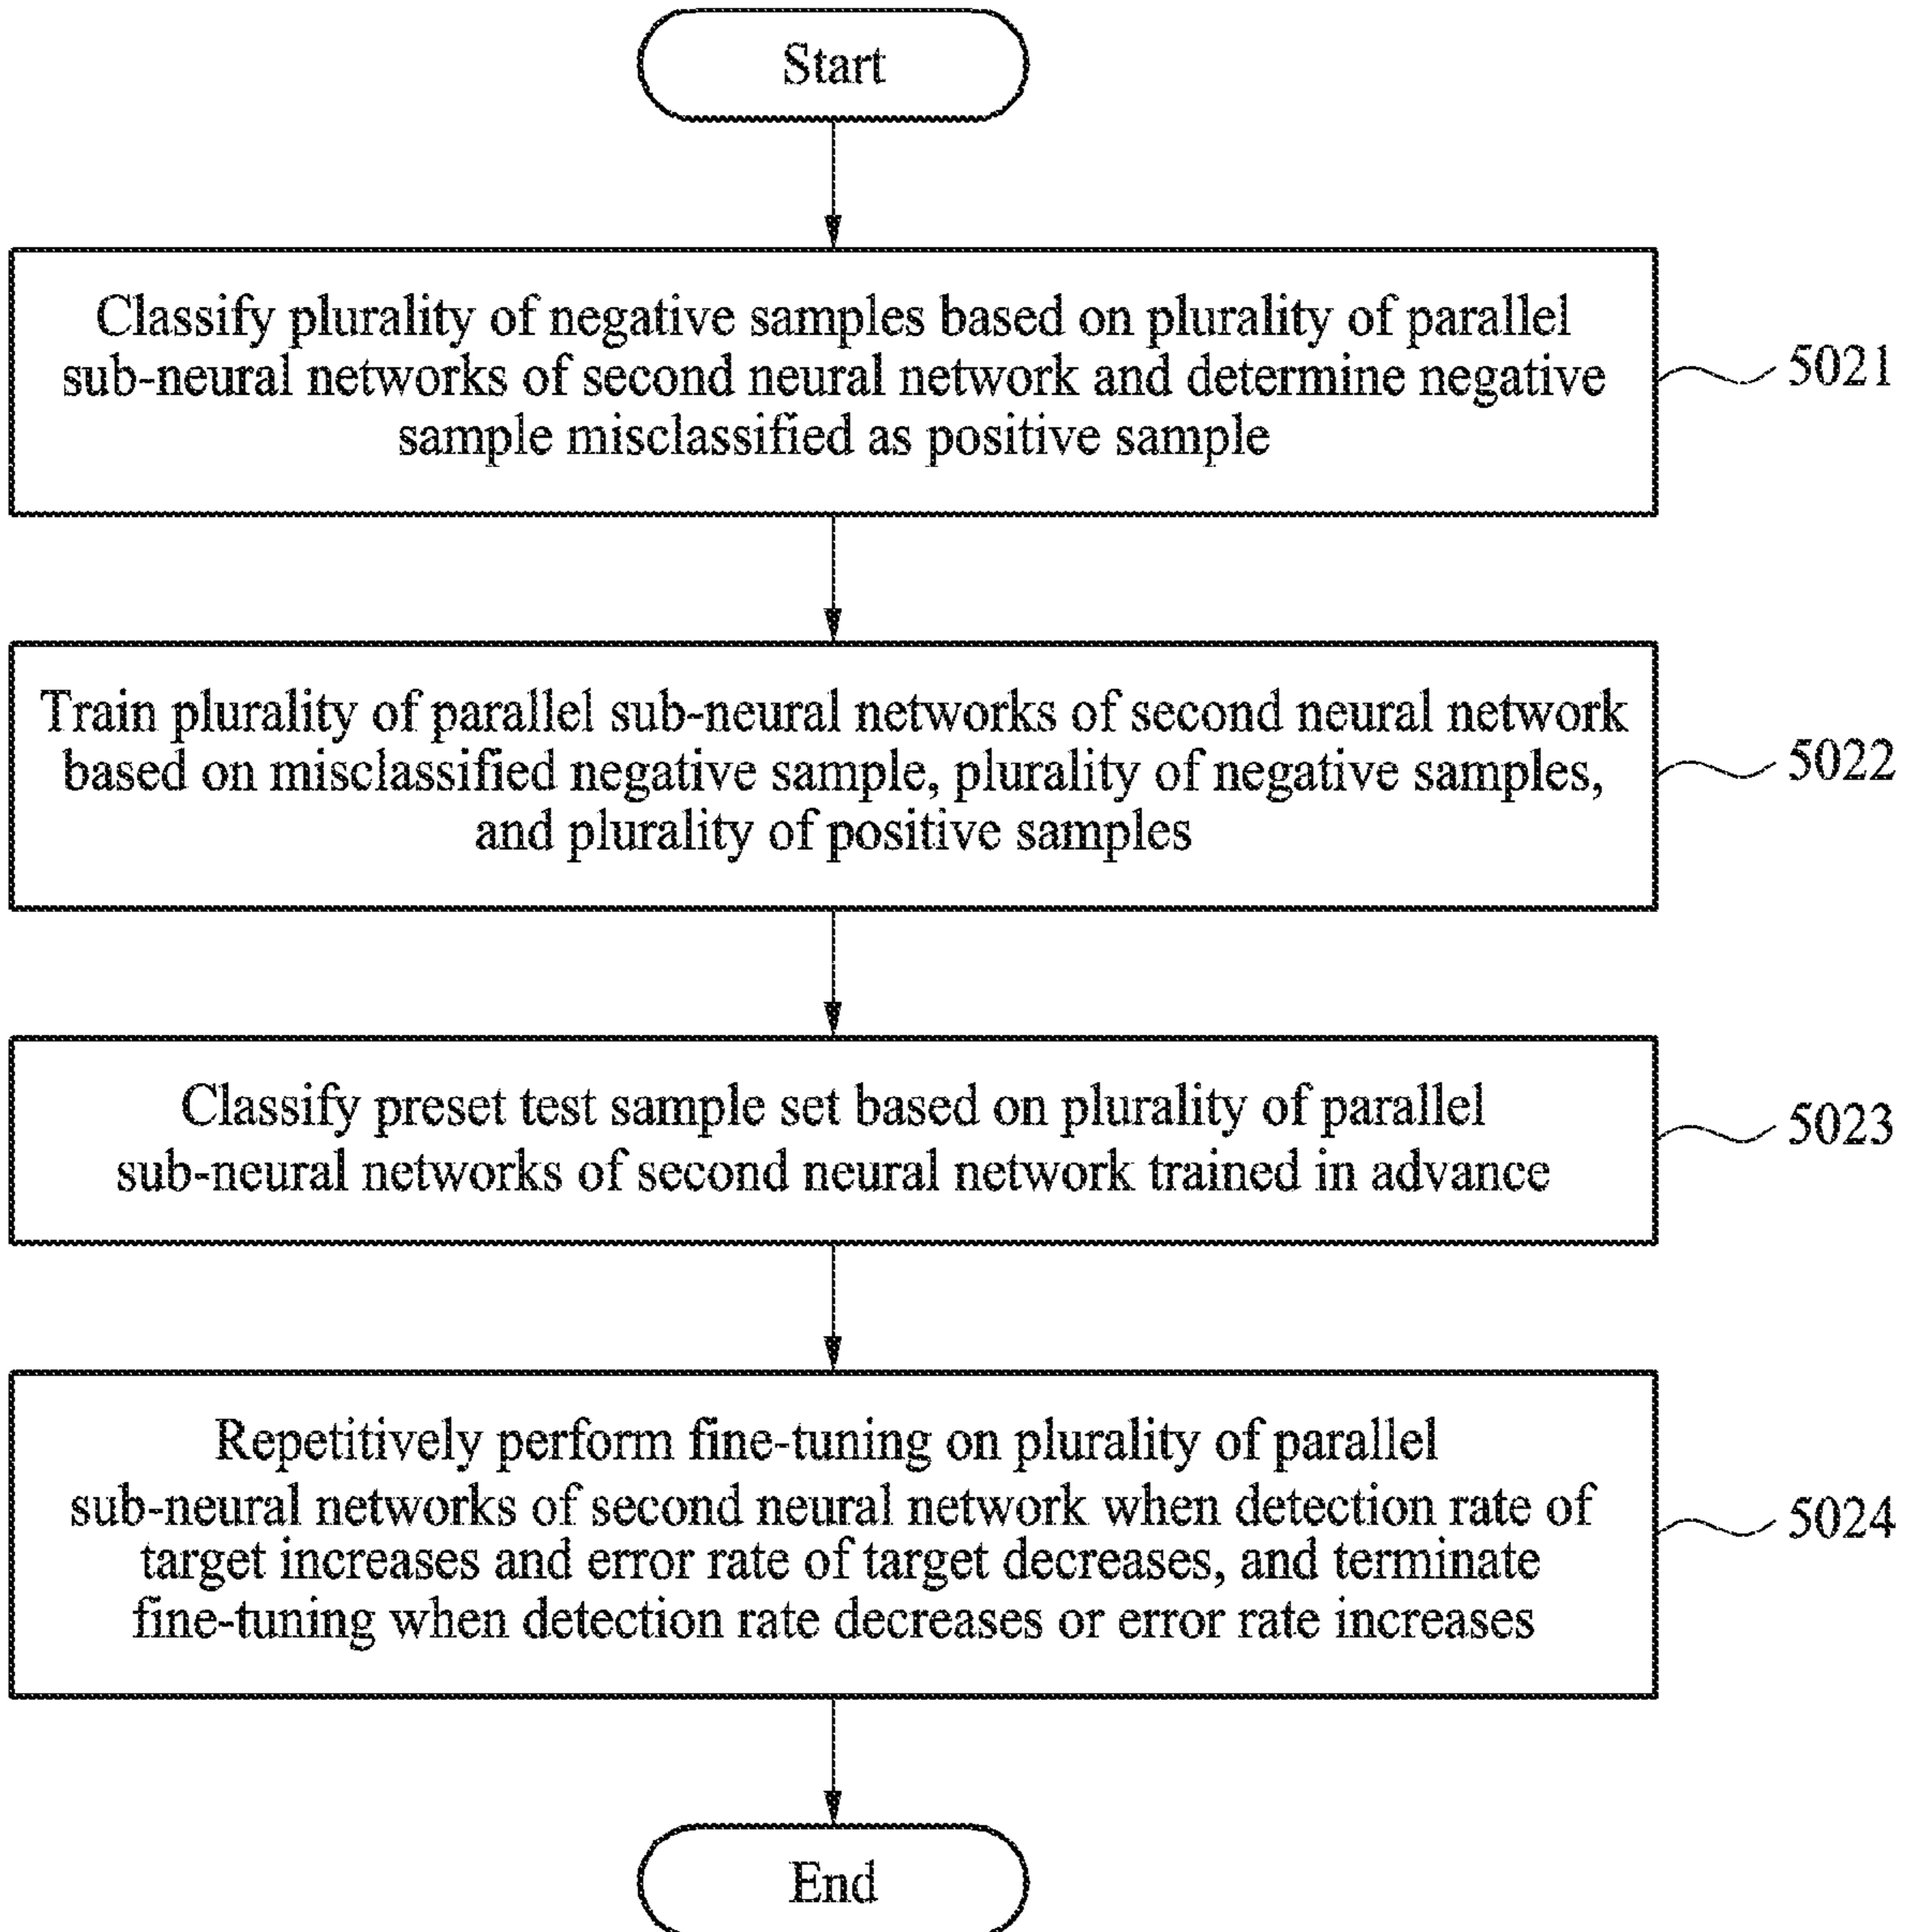 Start
Classify plurality of negative samples based on plurality of parallel
sub-neural networks of second neural network and determine negative
sample misclassified as positive sample
5021
Train plurality of parallel sub-neural networks of second neural network
based on misclassified negative sample, plurality of negative samples,
and plurality of positive samples
5022
Classify preset test sample set based on plurality of parallel
sub-neural networks of second neural network trained in advance
5023
Repetitively perform fine-tuning on plurality of parallel
sub-neural networks of second neural network when detection rate of
target increases and error rate of target decreases, and terminate
fine-tuning when detection rate decreases or error rate increases
5024
End